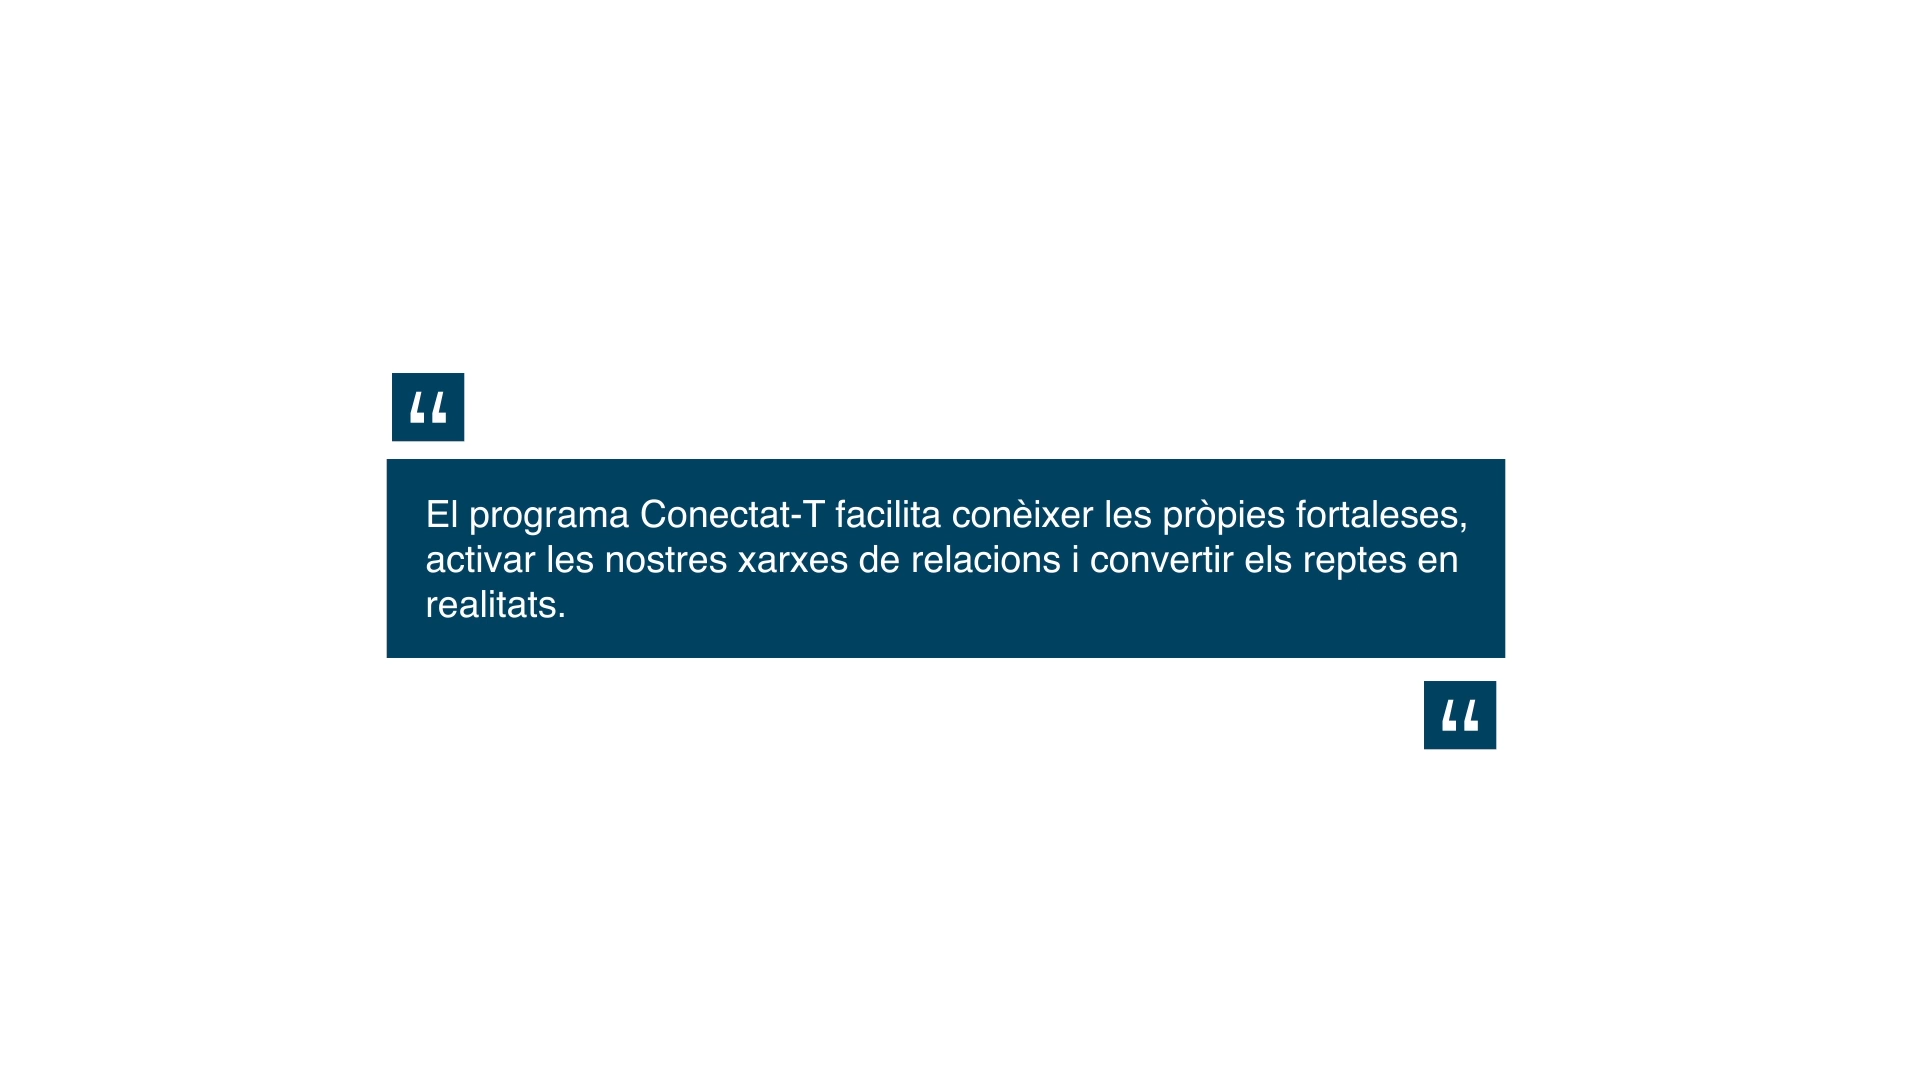 “
El programa Conectat-T facilita conèixer les pròpies fortaleses,
activar les nostres xarxes de relacions i convertir els reptes en
realitats.
“